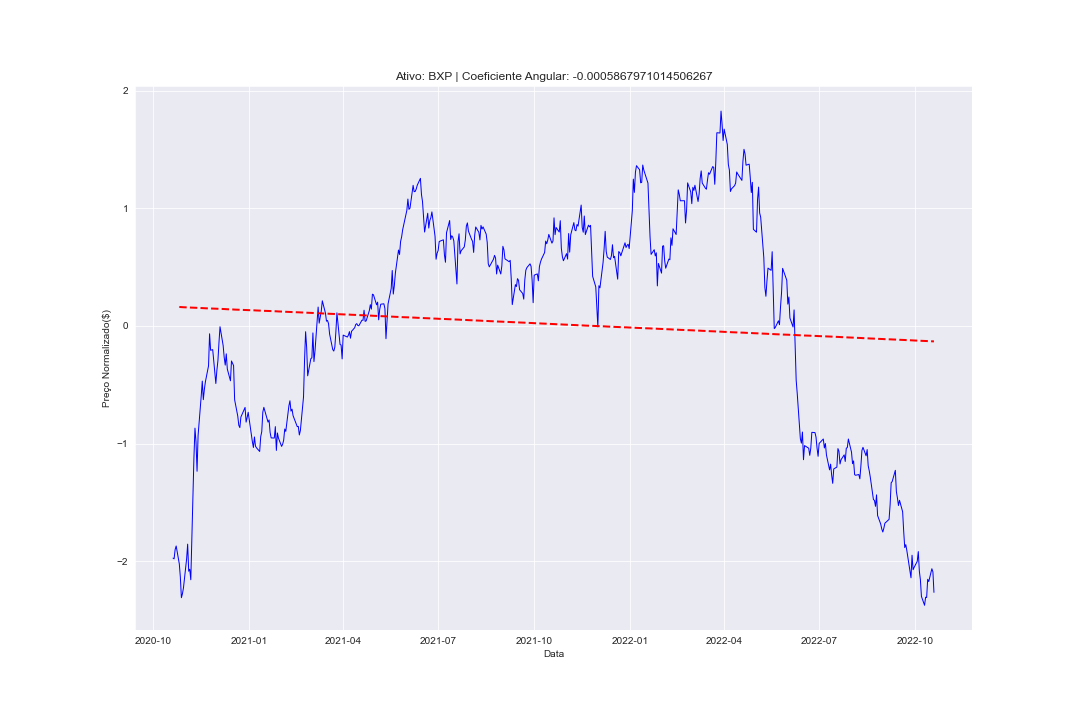 Ativo: BXP | Coeficiente Angular: -0.0005867971014506267
2
1
0
−1
−2
Preço Normalizado($)
2020-10 2021-01 2021-04 2021-07 2021-10 2022-01 2022-04 2022-07 2022-10
Data